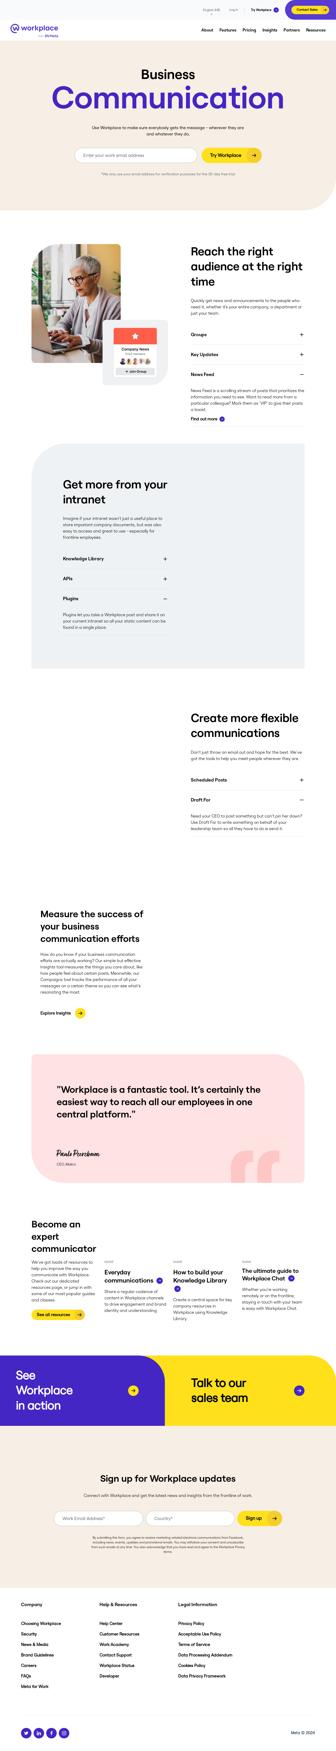 English (US)
Log In
Try Workplace
Contact Sales
workplace
from Meta
About
Features
Pricing
Insights
Partners
Resources
Business
Communication
Use Workplace to make sure everybody gets the message - wherever they are
and whatever they do.
Enter your work email address
Try Workplace
*We only use your email address for verification purposes for the 30-day free trial
Reach the right
audience at the right
time
Quickly get news and announcements to the people who
need it, whether it's your entire company, a department or
just your team.
Groups
Key Updates
News Feed
News Feed is a scrolling stream of posts that prioritizes the
information you need to see. Want to read more from a
particular colleague? Mark them as 'VIP' to give their posts
a boost.
Find out more
Company News
+ Join Group
Get more from your
intranet
Imagine if your intranet wasn't just a useful place to
store important company documents, but was also
easy to access and great to use - especially for
frontline employees.
Knowledge Library
APIs
Plugins
Plugins let you take a Workplace post and share it on
your current intranet so all your static content can be
found in a single place.
Create more flexible
communications
Don't just throw an email out and hope for the best. We've
got the tools to help you meet people wherever they are.
Scheduled Posts
Draft For
Need your CEO to post something but can't pin her down?
Use Draft For to write something on behalf of your
leadership team so all they have to do is send it.
Measure the success of
your business
communication efforts
How do you know if your business communication
efforts are actually working? Our simple but effective
Insights tool measures the things you care about, like
how people feel about certain posts. Meanwhile, our
Campaigns tool tracks the performance of all your
messages on a certain theme so you can see what's
resonating the most.
Explore Insights
"Workplace is a fantastic tool. It's certainly the
easiest way to reach all our employees in one
central platform."
Become an
expert
communicator
We've got loads of resources to
help you improve the way you
communicate with Workplace.
Check out our dedicated
resources page, or jump in with
some of our most popular guides
and classes.
See all resources
Everyday
communications
Share a regular cadence of
content in Workplace channels
to drive engagement and brand
identity and understanding.
How to build your
Knowledge Library
Create a central space for key
company resources in
Workplace using Knowledge
Library.
The ultimate guide to
Workplace Chat
Whether you're working
remotely or on the frontline,
staying in touch with your team
is easy with Workplace Chat.
See
Workplace
in action
Talk to our
sales team
Sign up for Workplace updates
Connect with Workplace and get the latest news and insights from the frontline of work.
Work Email Address*
Country*
Sign up
By submitting this form, you agree to receive marketing related electronic communications from Facebook,
including news, events, updates and promotional emails. You may withdraw your consent and unsubscribe
from such emails at any time. You also acknowledge that you have read and agree to the Workplace Privacy
terms.
Company
Choosing Workplace
Security
News & Media
Brand Guidelines
Careers
FAQs
Meta for Work
Help & Resources
Help Center
Customer Resources
Work Academy
Contact Support
Workplace Status
Developer
Legal Information
Privacy Policy
Acceptable Use Policy
Terms of Service
Data Processing Addendum
Cookies Policy
Data Privacy Framework
Meta © 2024